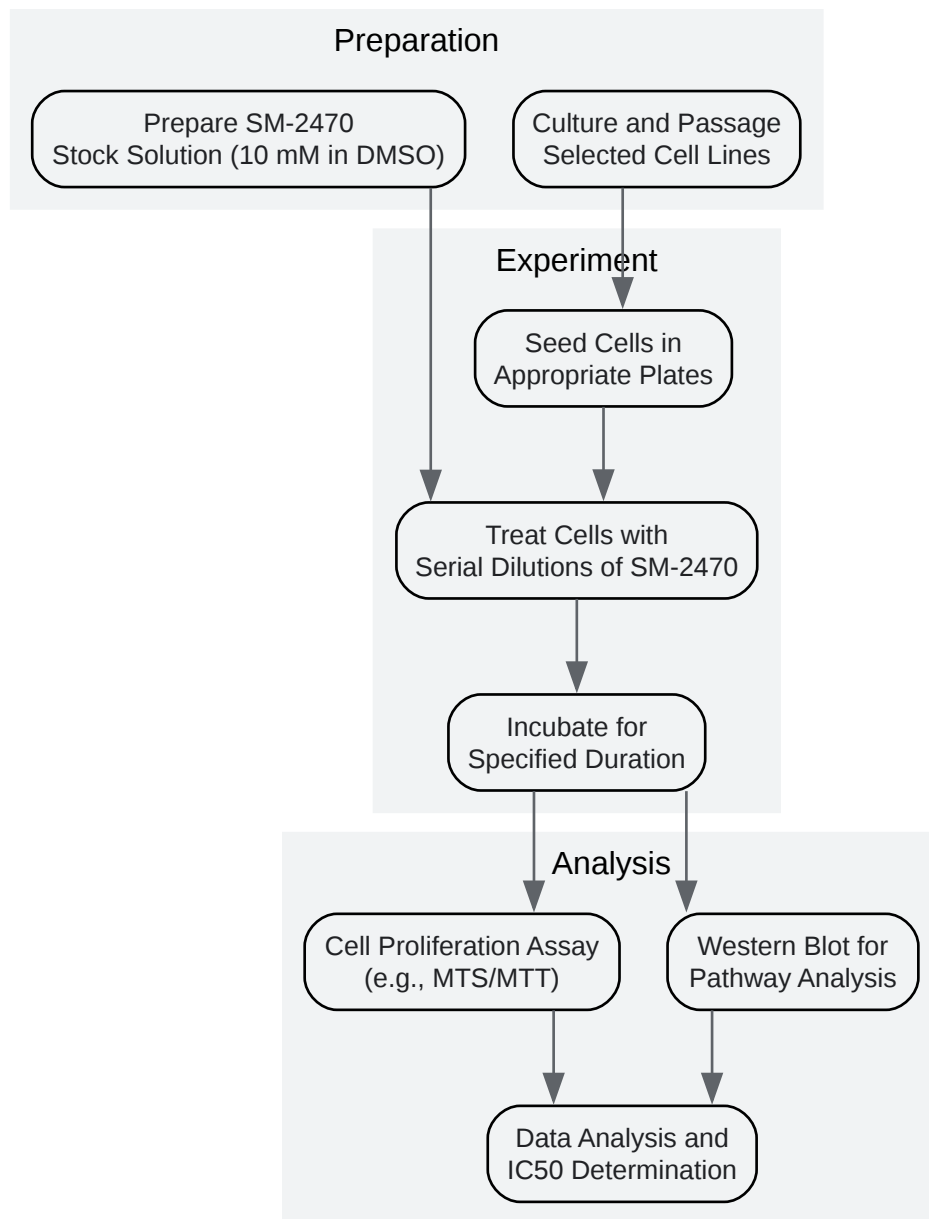 Preparation
Prepare SM-2470
Stock Solution (10 mM in DMSO)
Culture and Passage
Selected Cell Lines
Experiment
Seed Cells in
Appropriate Plates
Treat Cells with
Serial Dilutions of SM-2470
Incubate for
Specified Duration
Analysis
Cell Proliferation Assay
(e.g., MTS/MTT)
Western Blot for
Pathway Analysis
Data Analysis and
IC50 Determination